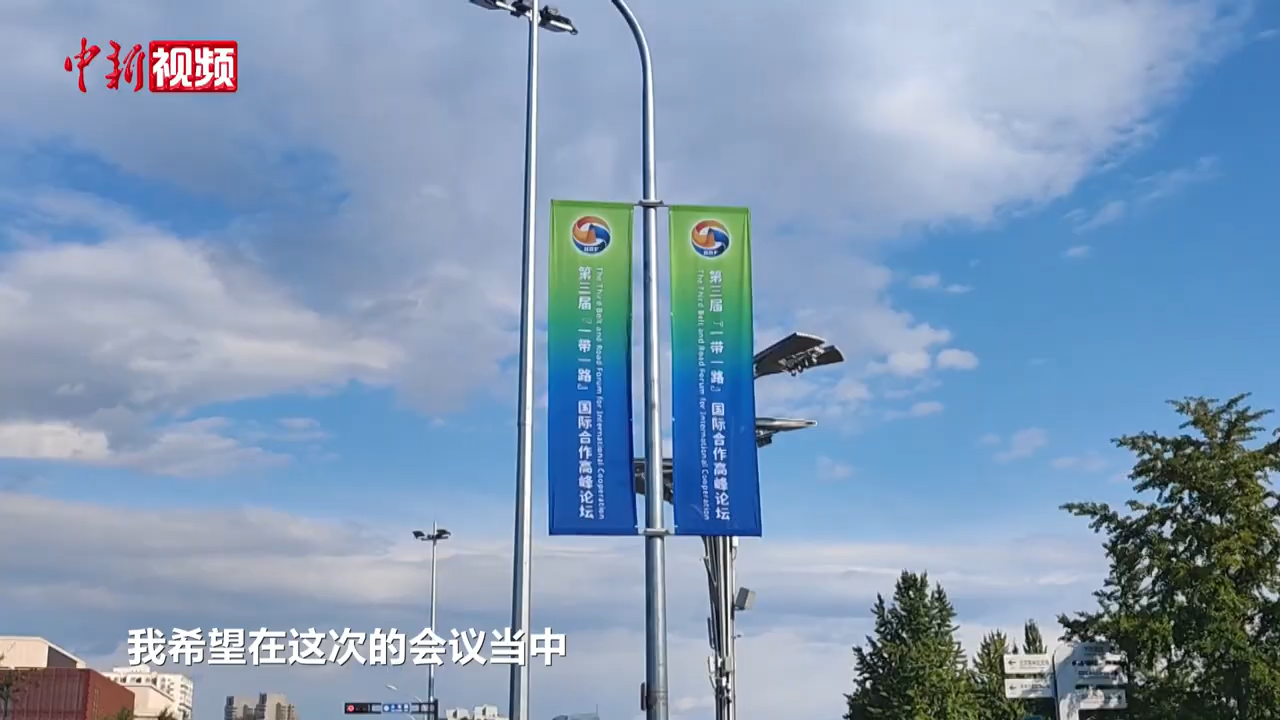 中新视频
第三届『一带一路』国际合作高峰论坛
The Third Belt and Road Forum for International Cooperation
第三届『一带一路』国际合作高峰论坛
The Third Belt and Road Forum for International Cooperation
我希望在这次的会议当中